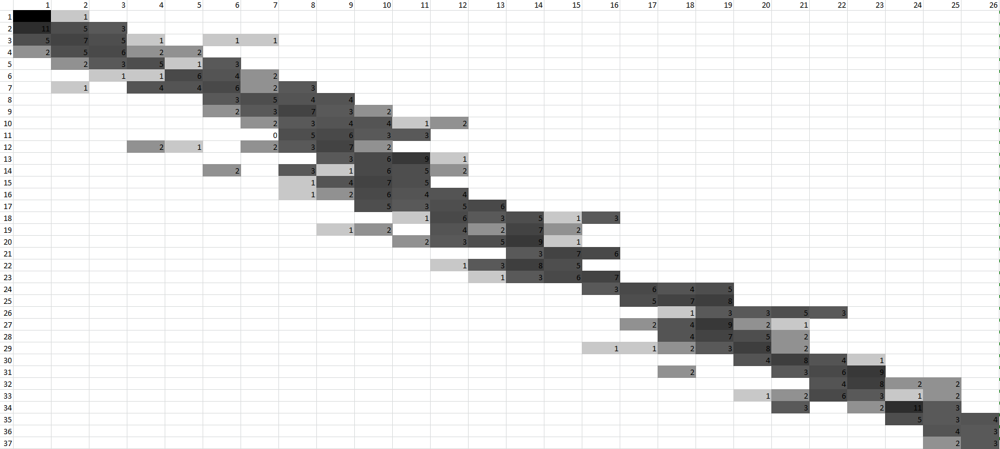 1 2 3 4 5 6 7 8 9 10 11 12 13 14 15 16 17 18 19 20 21 22 23 24 25 26
1 1
2 11 5 3
3 5 7 5 1 1 1
4 2 5 6 2 2
5 2 3 5 1 3
6 1 1 6 4 2
7 1 4 4 6 2 3
8 3 5 4 4
9 2 3 7 3 2
10 2 3 4 4 1 2
11 0 5 6 3 3
12 2 1 2 3 7 2
13 3 6 9 1
14 2 3 1 6 5 2
15 1 4 7 5
16 1 2 6 4 4
17 5 3 5 6
18 1 6 3 5 1 3
19 1 2 4 2 7 2
20 2 3 5 9 1
21 3 7 6
22 1 3 8 5
23 1 3 6 7
24 3 6 4 5
25 5 7 8
26 1 3 3 5 3
27 2 4 9 2 1
28 4 7 5 2
29 1 1 2 3 8 2
30 4 8 4 1
31 2 3 6 9
32 4 8 2 2
33 1 2 6 3 1 2
34 3 2 11 3
35 5 3 4
36 4 3
37 2 3